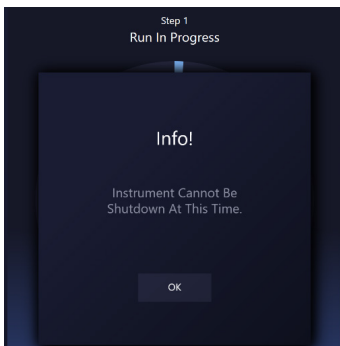 Step 1
Run In Progress
Info!
Instrument Cannot Be
Shutdown At This Time.
OK